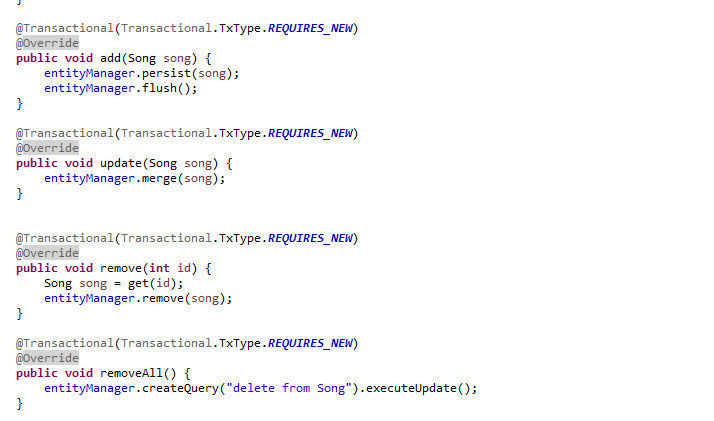 @Transactional(Transactional.TxType.REQUIRES_NEW)
@Override
public void add(Song song) {
entityManager.persist(song);
entityManager.flush();
}
@Transactional(Transactional.TxType.REQUIRES_NEW)
@Override
public void update(Song song) {
entityManager.merge(song);
}
@Transactional(Transactional.TxType.REQUIRES_NEW)
@Override
public void remove(int id) {
Song song = get(id);
entityManager.remove(song);
}
@Transactional(Transactional.TxType.REQUIRES_NEW)
@Override
public void removeAll() {
entityManager.createQuery("delete from Song").executeUpdate();
}